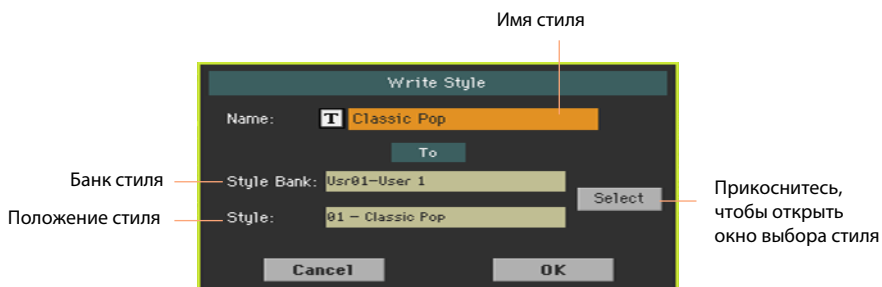 Имя стиля
Write Style
Name: T Classic Pop
To
Банк стиля
Style Bank: Usr01-User 1
Select
Положение стиля
Style: 01 - Classic Pop
Прикоснитесь,
чтобы открыть
окно выбора стиля
Cancel OK